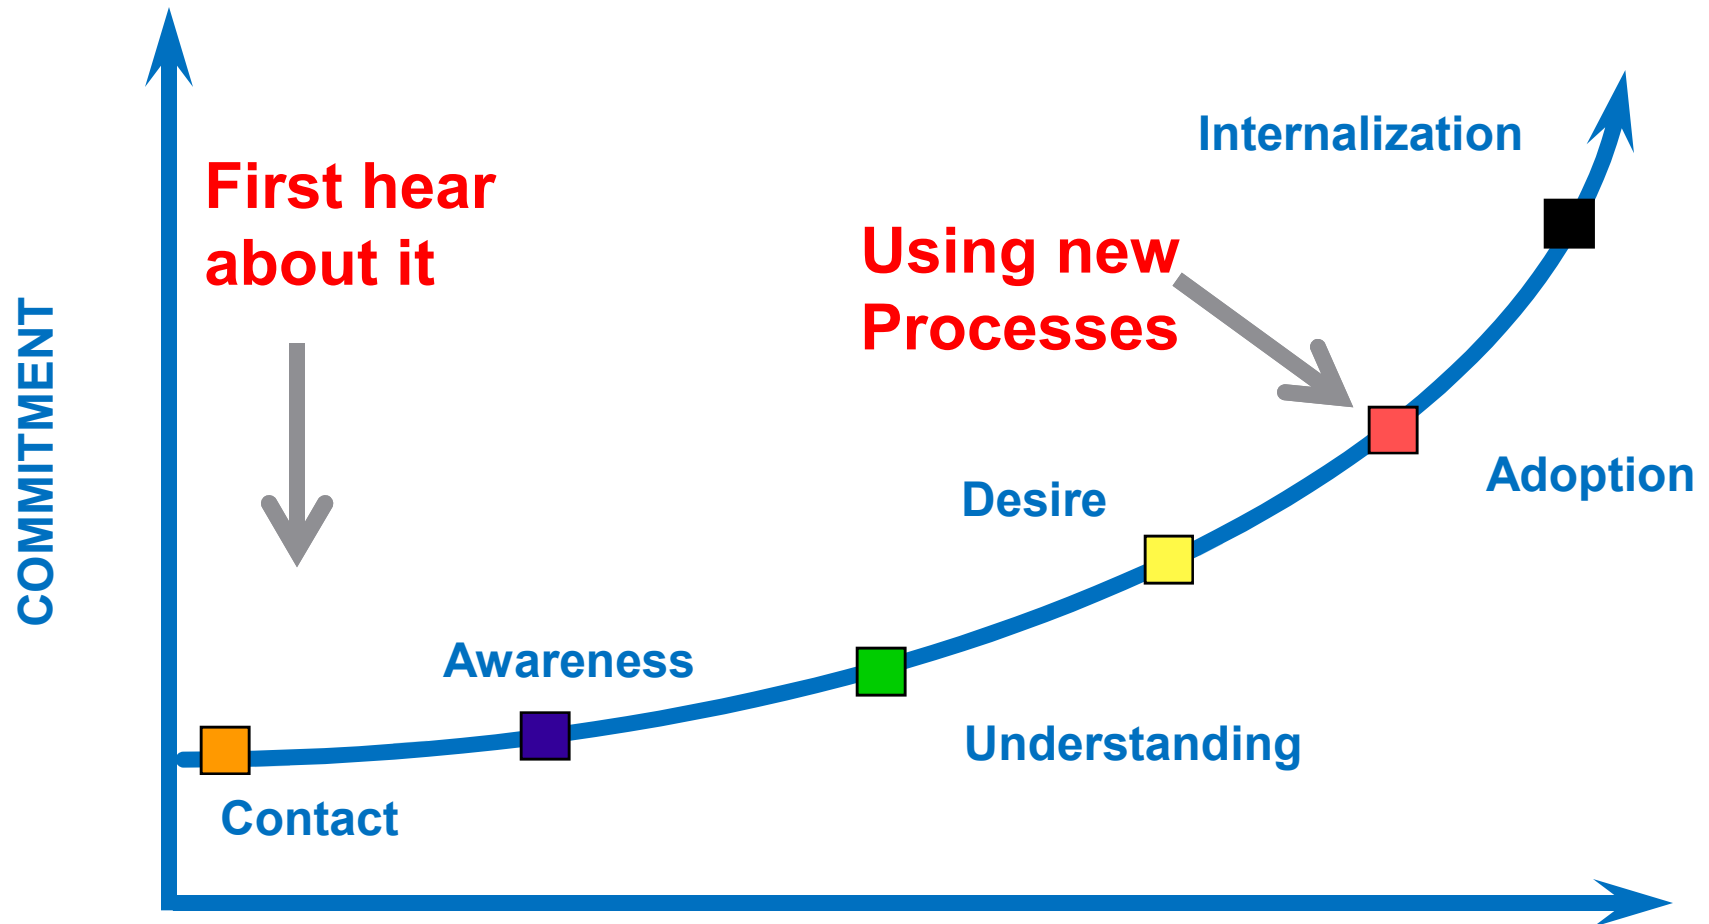 COMMITMENT
First hear
about it
Using new
Processes
Internalization
Adoption
Desire
Awareness
Understanding
Contact